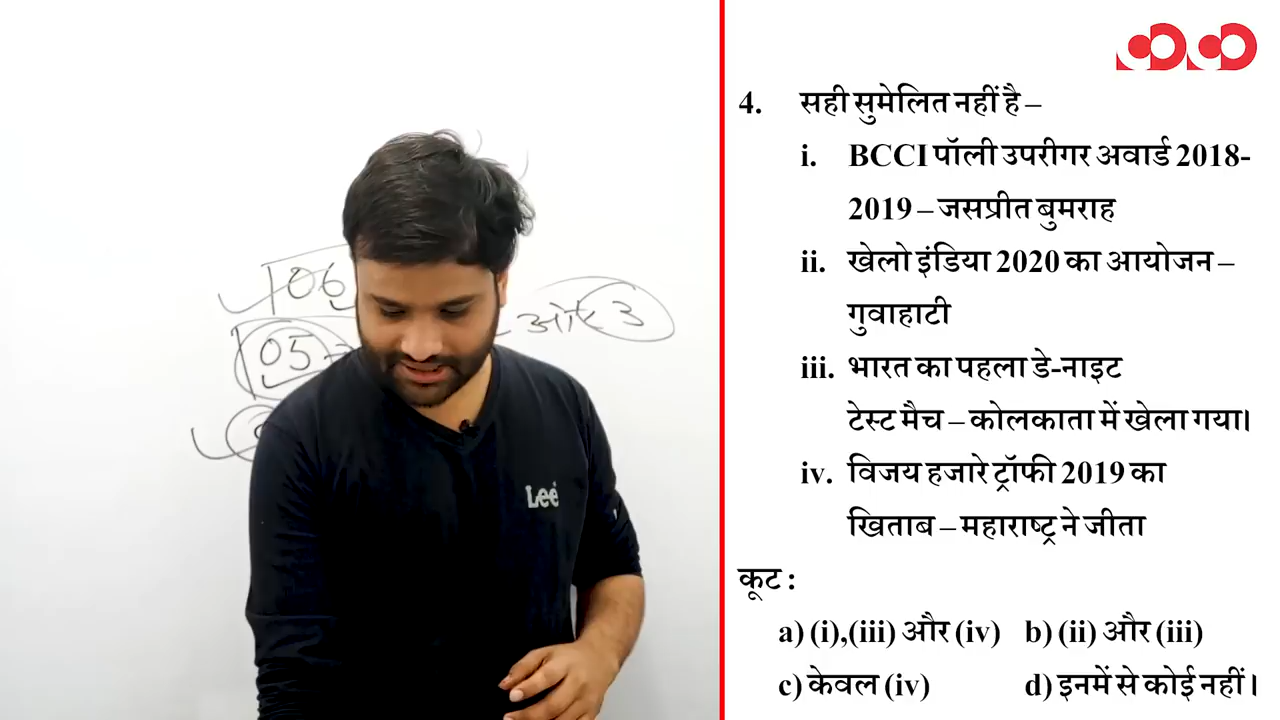 4. सही सुमेलित नहीं है –
i. BCCI पॉली उपरीगर अवार्ड 2018-
2019 – जसप्रीत बुमराह
ii. खेलो इंडिया 2020 का आयोजन –
गुवाहाटी
iii. भारत का पहला डे-नाइट
टेस्ट मैच – कोलकाता में खेला गया।
iv. विजय हजारे ट्रॉफी 2019 का
खिताब – महाराष्ट्र ने जीता
कूट :
a) (i),(iii) और (iv) b) (ii) और (iii)
c) केवल (iv) d) इनमें से कोई नहीं।
06
05
और 3
Lee